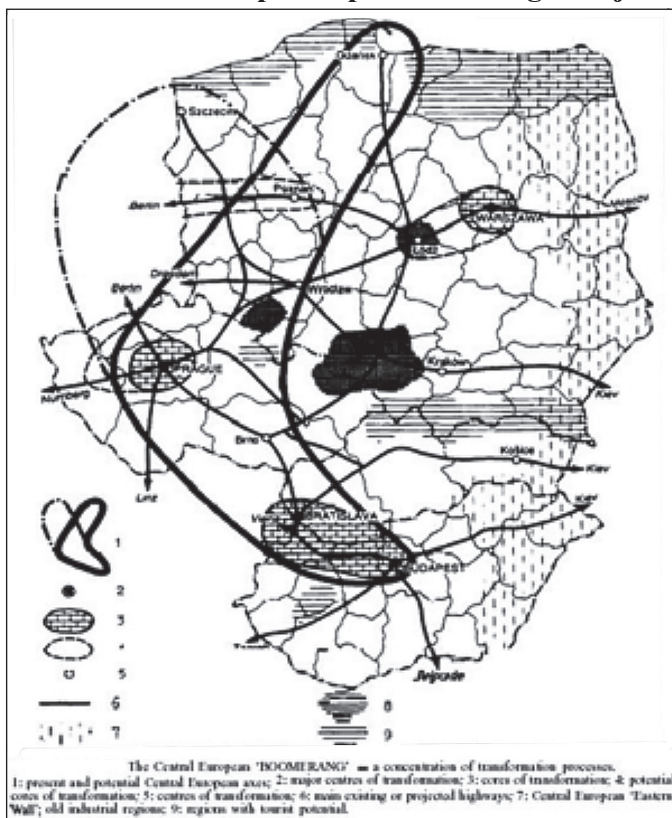 Gdańsk
Szczecin
Poznań
Berlin
WARSZAWA
Łódź
Dresden
Wrocław
Berlin
PRAGUE
Kraków
Nurnberg
Kiev
Brno
Košice
Kiev
Linz
Kiev
BRATISLAVA
BUDAPEST
Belgrade
1
2
3
4
5
6
7
8
9
The Central European "BOOMERANG" – a concentration of transformation processes.
1: present and potential Central European axes; 2: major centres of transformation; 3: cores of transformation; 4: potential
cores of transformation; 5: centres of transformation; 6: main existing or projected highways; 7: Central European "Eastern
Wall"; old industrial regions; 9: regions with tourist potential.